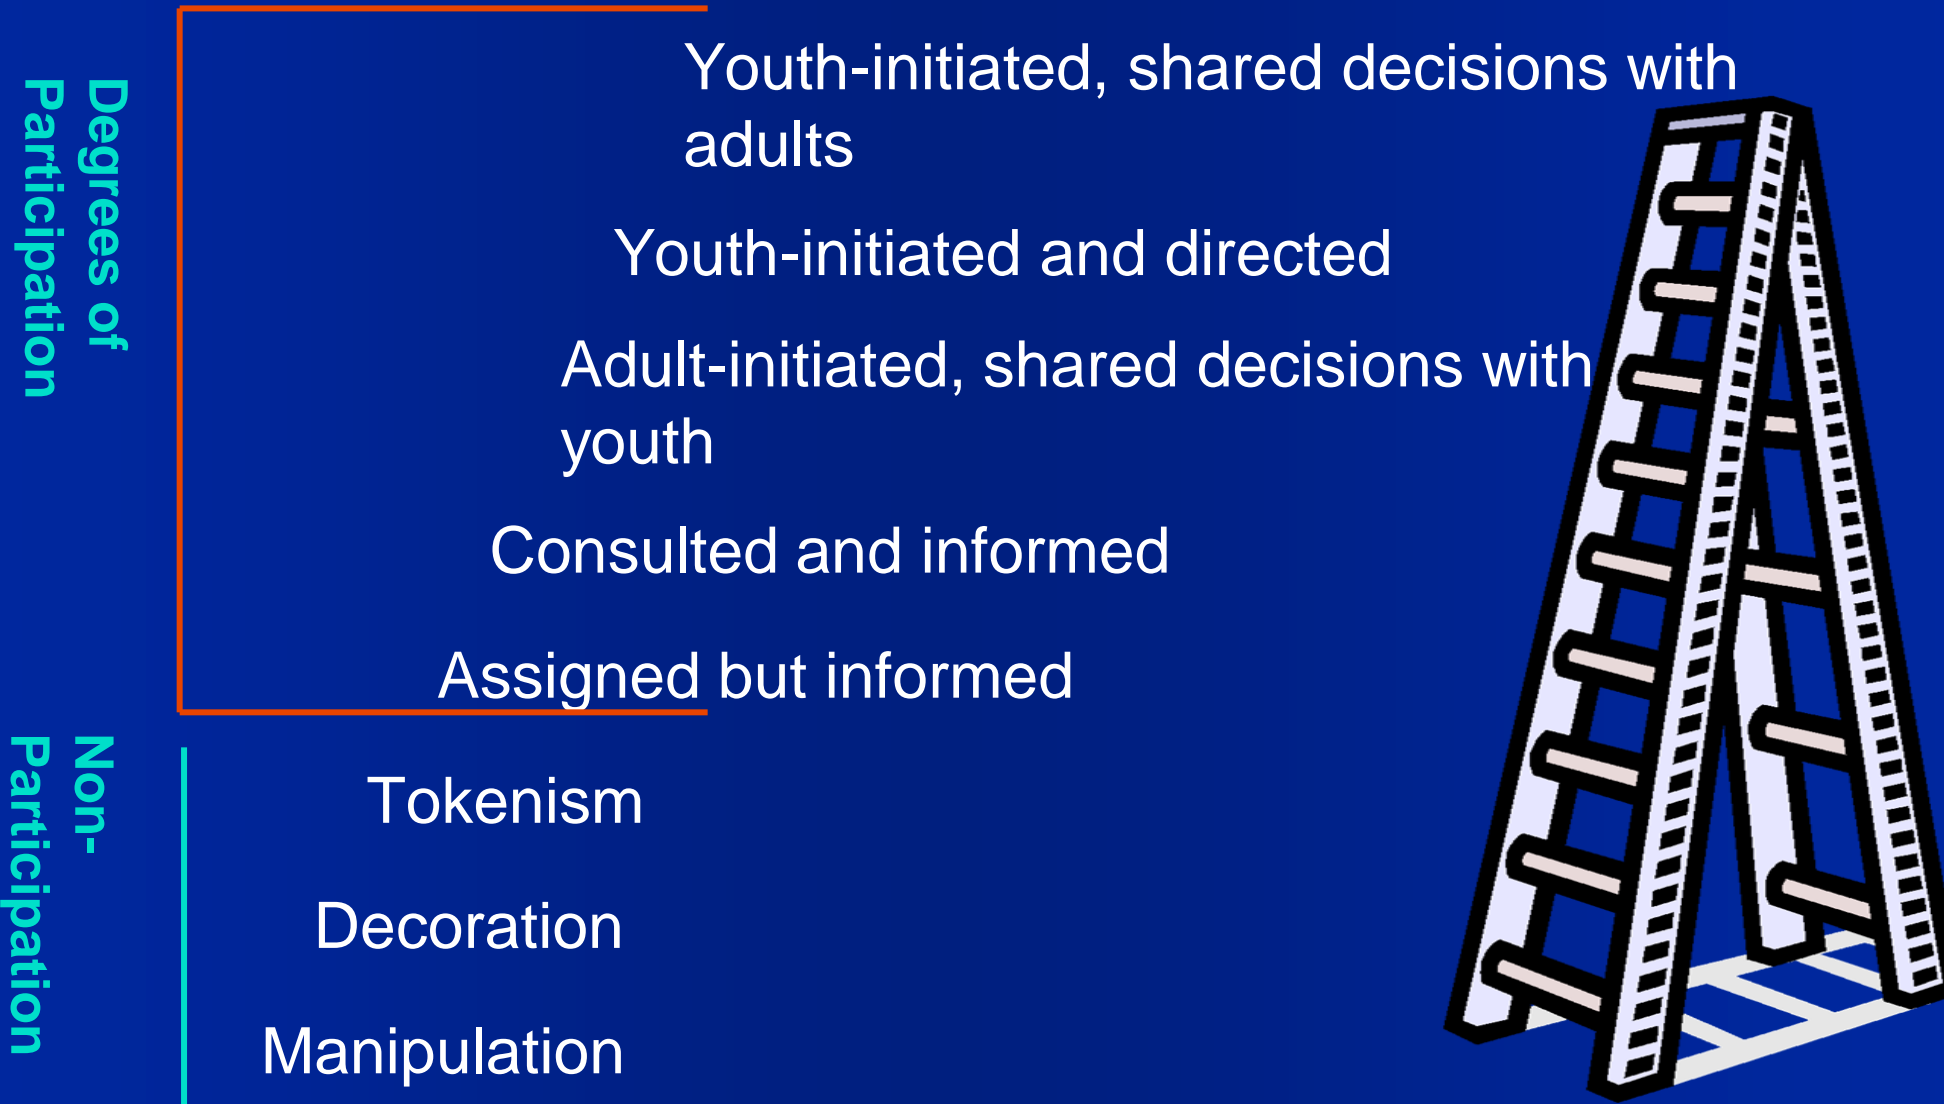 Degrees of
Participation
Youth-initiated, shared decisions with
adults
Youth-initiated and directed
Adult-initiated, shared decisions with
youth
Consulted and informed
Assigned but informed
Non-
Participation
Tokenism
Decoration
Manipulation